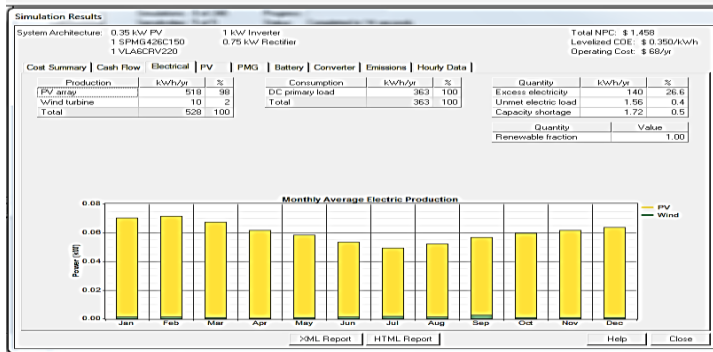 Simulation Results
System Architecture: 0.35 kW PV 1 kW Inverter Total NPC: $ 1,458
1 SPMG426C150 0.75 kW Rectifier Levelized COE: $ 0.350/kWh
1 VLA6CRV220 Operating Cost: $ 68/yr
Cost Summary Cash Flow Electrical PV PMG Battery Converter Emissions Hourly Data
Production kWh/yr % Consumption kWh/yr % Quantity kWh/yr %
PV array 518 98 DC primary load 363 100 Excess electricity 140 26.6
Wind turbine 10 2 Total 363 100 Unmet electric load 1.56 0.4
Total 528 100 Capacity shortage 1.72 0.5
Quantity Value
Renewable fraction 1.00
Monthly Average Electric Production
Power (kW)
0.08
0.06
0.04
0.02
0.00
Jan Feb Mar Apr May Jun Jul Aug Sep Oct Nov Dec
PV
Wind
XML Report HTML Report Help Close